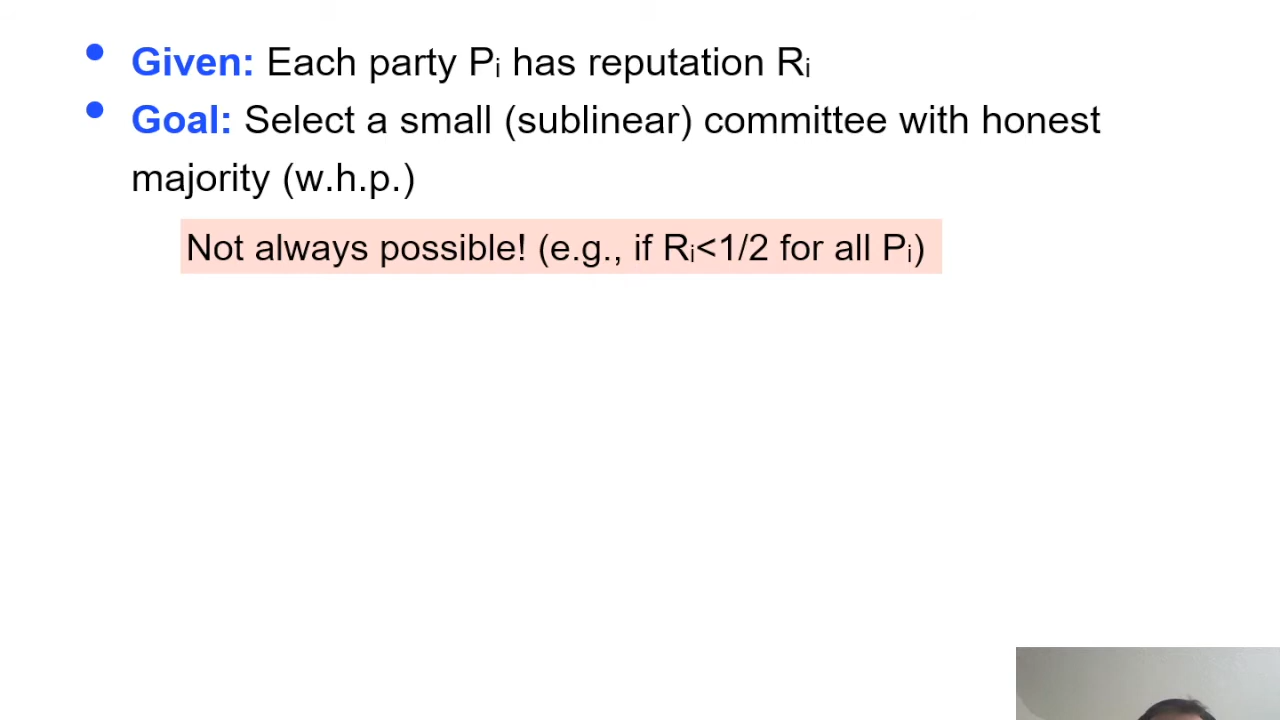 • Given: Each party Pᵢ has reputation Rᵢ
• Goal: Select a small (sublinear) committee with honest
majority (w.h.p.)
Not always possible! (e.g., if Rᵢ<1/2 for all Pᵢ)